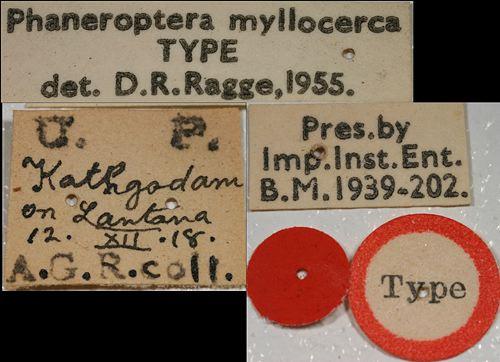 Phaneroptera myllocerca
TYPE
det. D.R.Ragge, 1955.
U. P.
Kathgodam
on Lantana
12. XII .18.
A.G.R.coll.
Pres.by
Imp.Inst.Ent.
B.M.1939-202.
Type